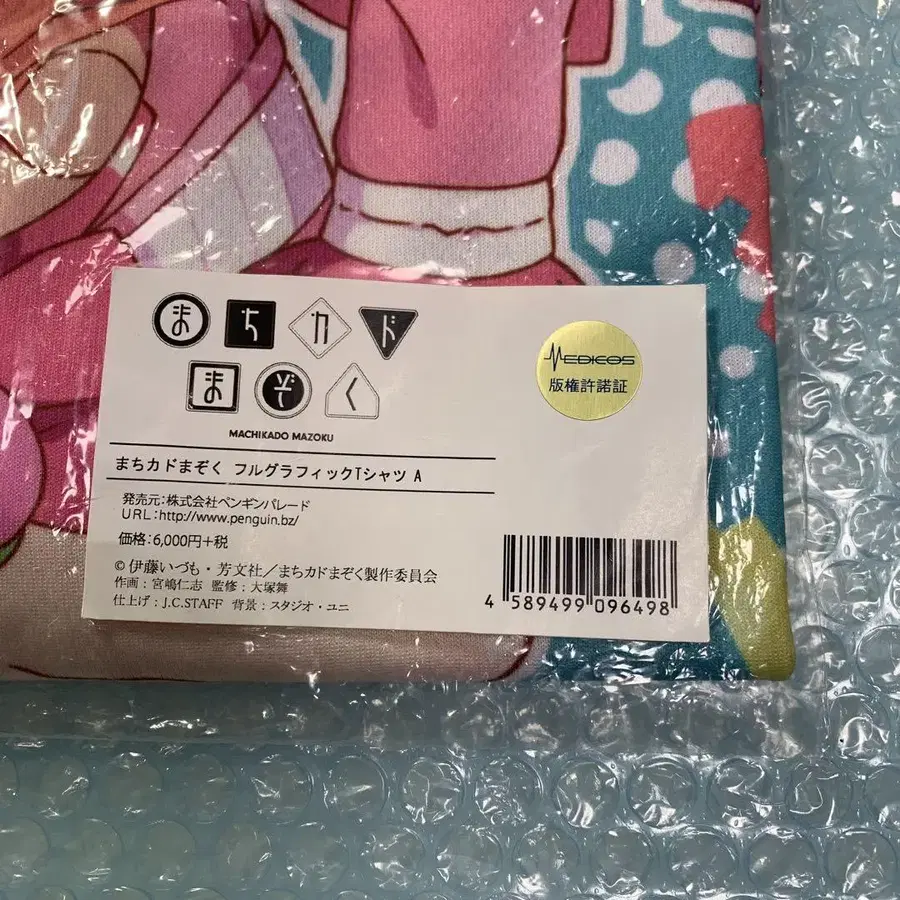 まちカド
まぞく
MACHIKADO MAZOKU
MEDICOS
版権許諾証
まちカドまぞく フルグラフィックTシャツ A
発売元:株式会社ペンギンパレード
URL:http://www.penguin.bz/
価格:6,000円+税
© 伊藤いづも・芳文社/まちカドまぞく製作委員会
作画:宮嶋仁志 監修:大塚舞
仕上げ:J.C.STAFF 背景:スタジオ・ユニ
4 589499 096498